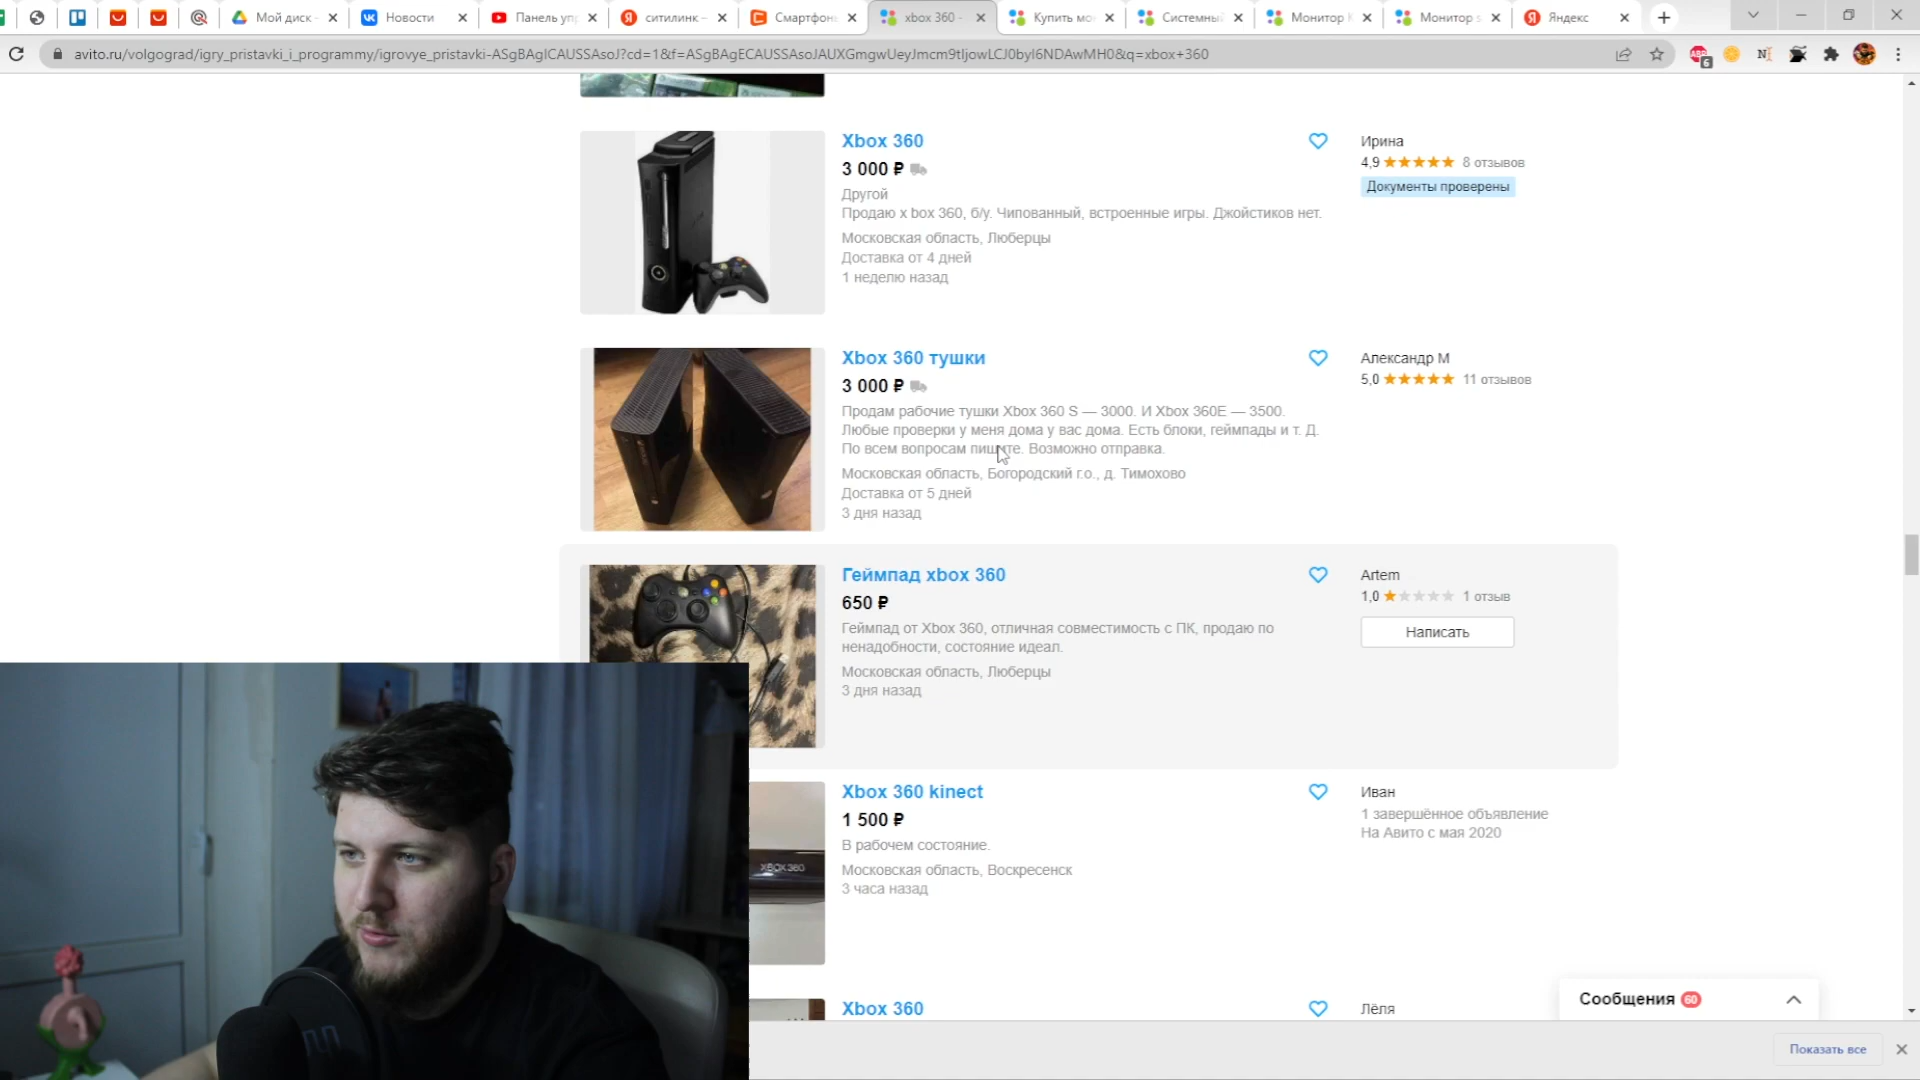 Мой диск -
Новости
Панель упр
ситилинк –
Смартфон
xbox 360 -
Купить мо
Системны
Монитор
Монитор s
Яндекс
avito.ru/volgograd/igry_pristavki_i_programmy/igrovye_pristavki-ASgBAgICAUSSAsoJ?cd=1&f=ASgBAgECAUSSAsoJAUXGmgwUeyJmcm9tIjowLCJ0byI6NDAwMH0&q=xbox+360
Xbox 360
3 000 ₽
Другой
Продаю x box 360, б/у. Чипованный, встроенные игры. Джойстиков нет.
Московская область, Люберцы
Доставка от 4 дней
1 неделю назад
Ирина
4,9 8 отзывов
Документы проверены
Xbox 360 тушки
3 000 ₽
Продам рабочие тушки Xbox 360 S — 3000. И Xbox 360E — 3500.
Любые проверки у меня дома у вас дома. Есть блоки, геймпады и т. Д.
По всем вопросам пишите. Возможно отправка.
Московская область, Богородский г.о., д. Тимохово
Доставка от 5 дней
3 дня назад
Александр М
5,0 11 отзывов
Геймпад xbox 360
650 ₽
Геймпад от Xbox 360, отличная совместимость с ПК, продаю по
ненадобности, состояние идеал.
Московская область, Люберцы
3 дня назад
Artem
1,0 1 отзыв
Написать
XBOX 360
Xbox 360 kinect
1 500 ₽
В рабочем состояние.
Московская область, Воскресенск
3 часа назад
Иван
1 завершённое объявление
На Авито с мая 2020
Xbox 360
Лёля
Сообщения 60
Показать все